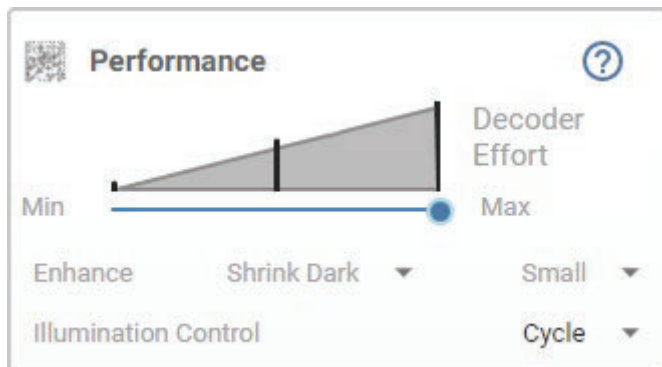 Performance ?
Decoder
Effort
Min Max
Enhance Shrink Dark Small
Illumination Control Cycle